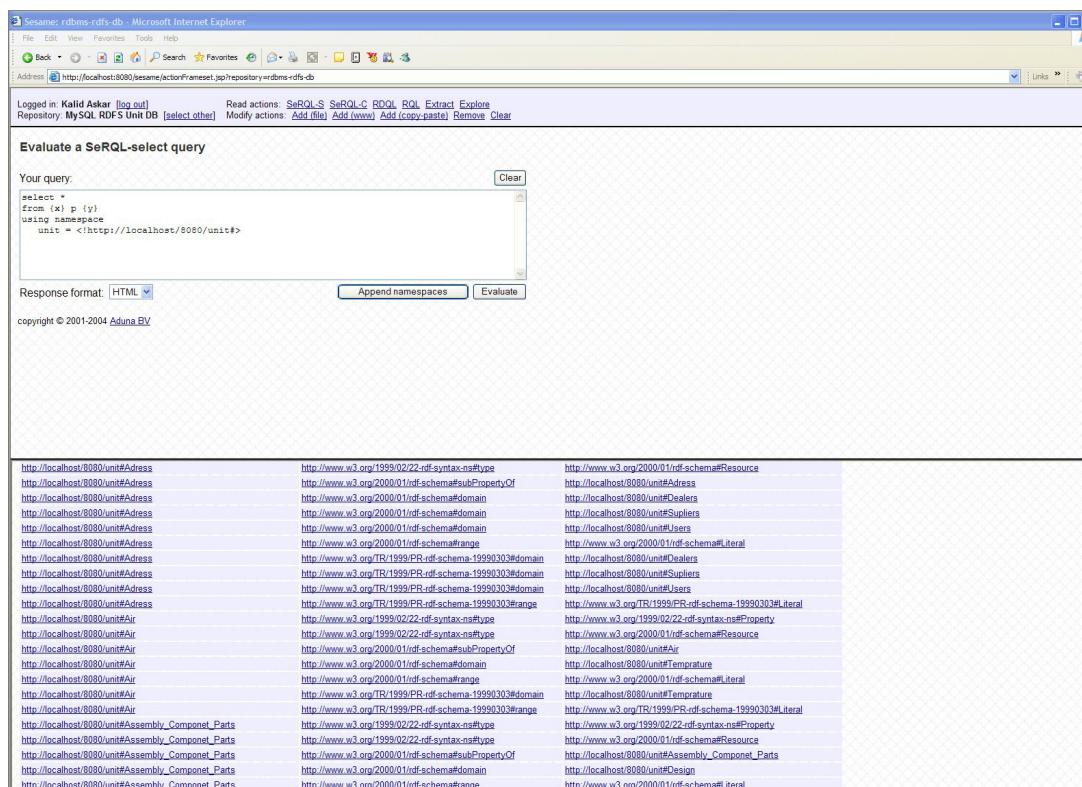 Sesame: rdbms-rdfs-db - Microsoft Internet Explorer
File Edit View Favorites Tools Help
Back Search Favorites
Address http://localhost:8080/sesame/actionFrameset.jsp?repository=rdbms-rdfs-db Links »
Logged in: Kalid Askar [log out] Read actions: SeRQL-S SeRQL-C RDQL RQL Extract Explore
Repository: MySQL RDFS Unit DB [select other] Modify actions: Add (file) Add (www) Add (copy-paste) Remove Clear
Evaluate a SeRQL-select query
Your query: Clear
select *
from {x} p {y}
using namespace
unit = <!http://localhost/8080/unit#>
Response format: HTML Append namespaces Evaluate
copyright © 2001-2004 Aduna BV
http://localhost/8080/unit#Adress http://www.w3.org/1999/02/22-rdf-syntax-ns#type http://www.w3.org/2000/01/rdf-schema#Resource
http://localhost/8080/unit#Adress http://www.w3.org/2000/01/rdf-schema#subPropertyOf http://localhost/8080/unit#Adress
http://localhost/8080/unit#Adress http://www.w3.org/2000/01/rdf-schema#domain http://localhost/8080/unit#Dealers
http://localhost/8080/unit#Adress http://www.w3.org/2000/01/rdf-schema#domain http://localhost/8080/unit#Supliers
http://localhost/8080/unit#Adress http://www.w3.org/2000/01/rdf-schema#domain http://localhost/8080/unit#Users
http://localhost/8080/unit#Adress http://www.w3.org/2000/01/rdf-schema#range http://www.w3.org/2000/01/rdf-schema#Literal
http://localhost/8080/unit#Adress http://www.w3.org/TR/1999/PR-rdf-schema-19990303#domain http://localhost/8080/unit#Dealers
http://localhost/8080/unit#Adress http://www.w3.org/TR/1999/PR-rdf-schema-19990303#domain http://localhost/8080/unit#Supliers
http://localhost/8080/unit#Adress http://www.w3.org/TR/1999/PR-rdf-schema-19990303#domain http://localhost/8080/unit#Users
http://localhost/8080/unit#Adress http://www.w3.org/TR/1999/PR-rdf-schema-19990303#range http://www.w3.org/TR/1999/PR-rdf-schema-19990303#Literal
http://localhost/8080/unit#Air http://www.w3.org/1999/02/22-rdf-syntax-ns#type http://www.w3.org/1999/02/22-rdf-syntax-ns#Property
http://localhost/8080/unit#Air http://www.w3.org/1999/02/22-rdf-syntax-ns#type http://www.w3.org/2000/01/rdf-schema#Resource
http://localhost/8080/unit#Air http://www.w3.org/2000/01/rdf-schema#subPropertyOf http://localhost/8080/unit#Air
http://localhost/8080/unit#Air http://www.w3.org/2000/01/rdf-schema#domain http://localhost/8080/unit#Temprature
http://localhost/8080/unit#Air http://www.w3.org/2000/01/rdf-schema#range http://www.w3.org/2000/01/rdf-schema#Literal
http://localhost/8080/unit#Air http://www.w3.org/TR/1999/PR-rdf-schema-19990303#domain http://localhost/8080/unit#Temprature
http://localhost/8080/unit#Air http://www.w3.org/TR/1999/PR-rdf-schema-19990303#range http://www.w3.org/TR/1999/PR-rdf-schema-19990303#Literal
http://localhost/8080/unit#Assembly_Componet_Parts http://www.w3.org/1999/02/22-rdf-syntax-ns#type http://www.w3.org/1999/02/22-rdf-syntax-ns#Property
http://localhost/8080/unit#Assembly_Componet_Parts http://www.w3.org/1999/02/22-rdf-syntax-ns#type http://www.w3.org/2000/01/rdf-schema#Resource
http://localhost/8080/unit#Assembly_Componet_Parts http://www.w3.org/2000/01/rdf-schema#subPropertyOf http://localhost/8080/unit#Assembly_Componet_Parts
http://localhost/8080/unit#Assembly_Componet_Parts http://www.w3.org/2000/01/rdf-schema#domain http://localhost/8080/unit#Design
http://localhost/8080/unit#Assembly_Componet_Parts http://www.w3.org/2000/01/rdf-schema#range http://www.w3.org/2000/01/rdf-schema#Literal